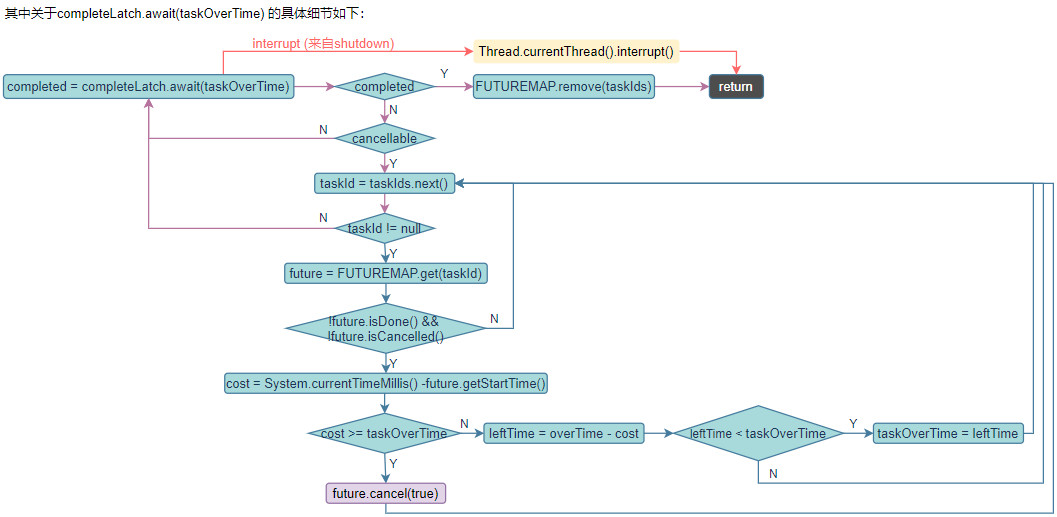 其中关于completeLatch.await(taskOverTime) 的具体细节如下：
interrupt (来自shutdown)
Thread.currentThread().interrupt()
completed = completeLatch.await(taskOverTime)
completed
Y
FUTUREMAP.remove(taskIds)
return
N
cancellable
N
Y
taskId = taskIds.next()
taskId != null
N
Y
future = FUTUREMAP.get(taskId)
!future.isDone() &&
!future.isCancelled()
N
Y
cost = System.currentTimeMillis() -future.getStartTime()
cost >= taskOverTime
N
leftTime = overTime - cost
leftTime < taskOverTime
Y
taskOverTime = leftTime
Y
N
future.cancel(true)